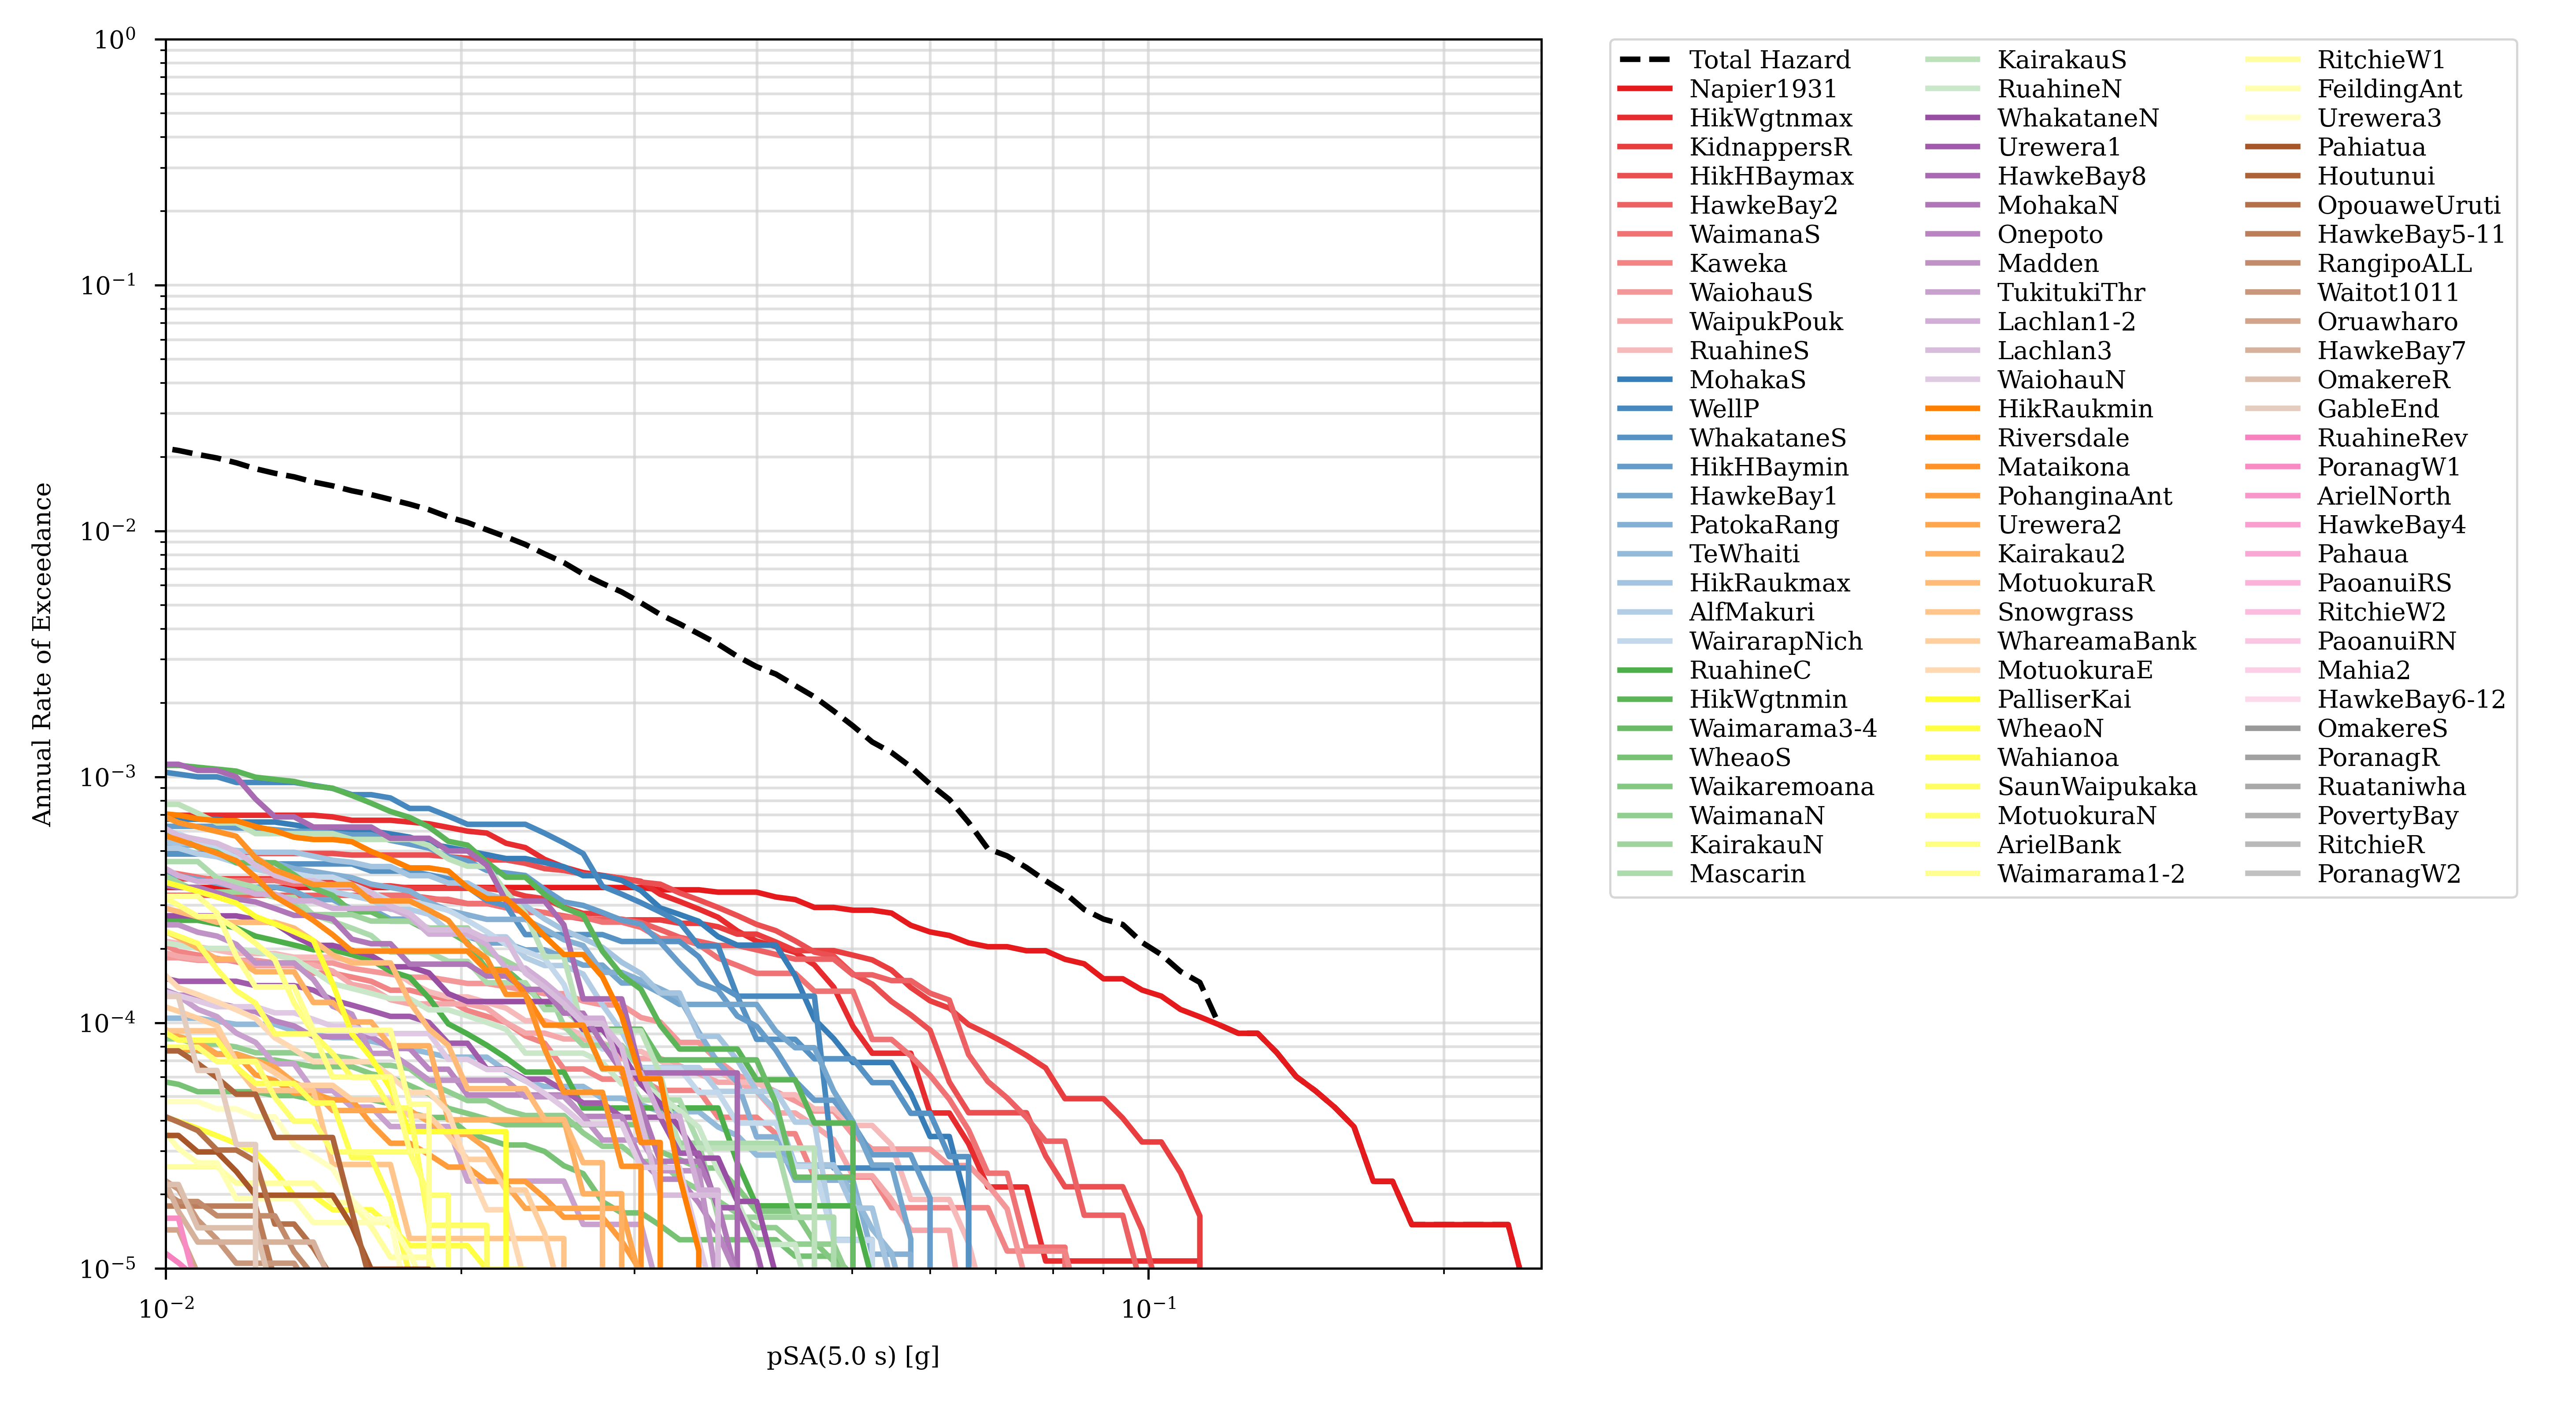 10⁰
10⁻¹
10⁻²
10⁻³
10⁻⁴
10⁻⁵
Annual Rate of Exceedance
10⁻²
10⁻¹
pSA(5.0 s) [g]
Total Hazard
Napier1931
HikWgtnmax
KidnappersR
HikHBaymax
HawkeBay2
WaimanaS
Kaweka
WaiohauS
WaipukPouk
RuahineS
MohakaS
WellP
WhakataneS
HikHBaymin
HawkeBay1
PatokaRang
TeWhaiti
HikRaukmax
AlfMakuri
WairarapNich
RuahineC
HikWgtnmin
Waimarama3-4
WheaoS
Waikaremoana
WaimanaN
KairakauN
Mascarin
KairakauS
RuahineN
WhakataneN
Urewera1
HawkeBay8
MohakaN
Onepoto
Madden
TukitukiThr
Lachlan1-2
Lachlan3
WaiohauN
HikRaukmin
Riversdale
Mataikona
PohanginaAnt
Urewera2
Kairakau2
MotuokuraR
Snowgrass
WhareamaBank
MotuokuraE
PalliserKai
WheaoN
Wahianoa
SaunWaipukaka
MotuokuraN
ArielBank
Waimarama1-2
RitchieW1
FeildingAnt
Urewera3
Pahiatua
Houtunui
OpouaweUruti
HawkeBay5-11
RangipoALL
Waitot1011
Oruawharo
HawkeBay7
OmakereR
GableEnd
RuahineRev
PoranagW1
ArielNorth
HawkeBay4
Pahaua
PaoanuiRS
RitchieW2
PaoanuiRN
Mahia2
HawkeBay6-12
OmakereS
PoranagR
Ruataniwha
PovertyBay
RitchieR
PoranagW2